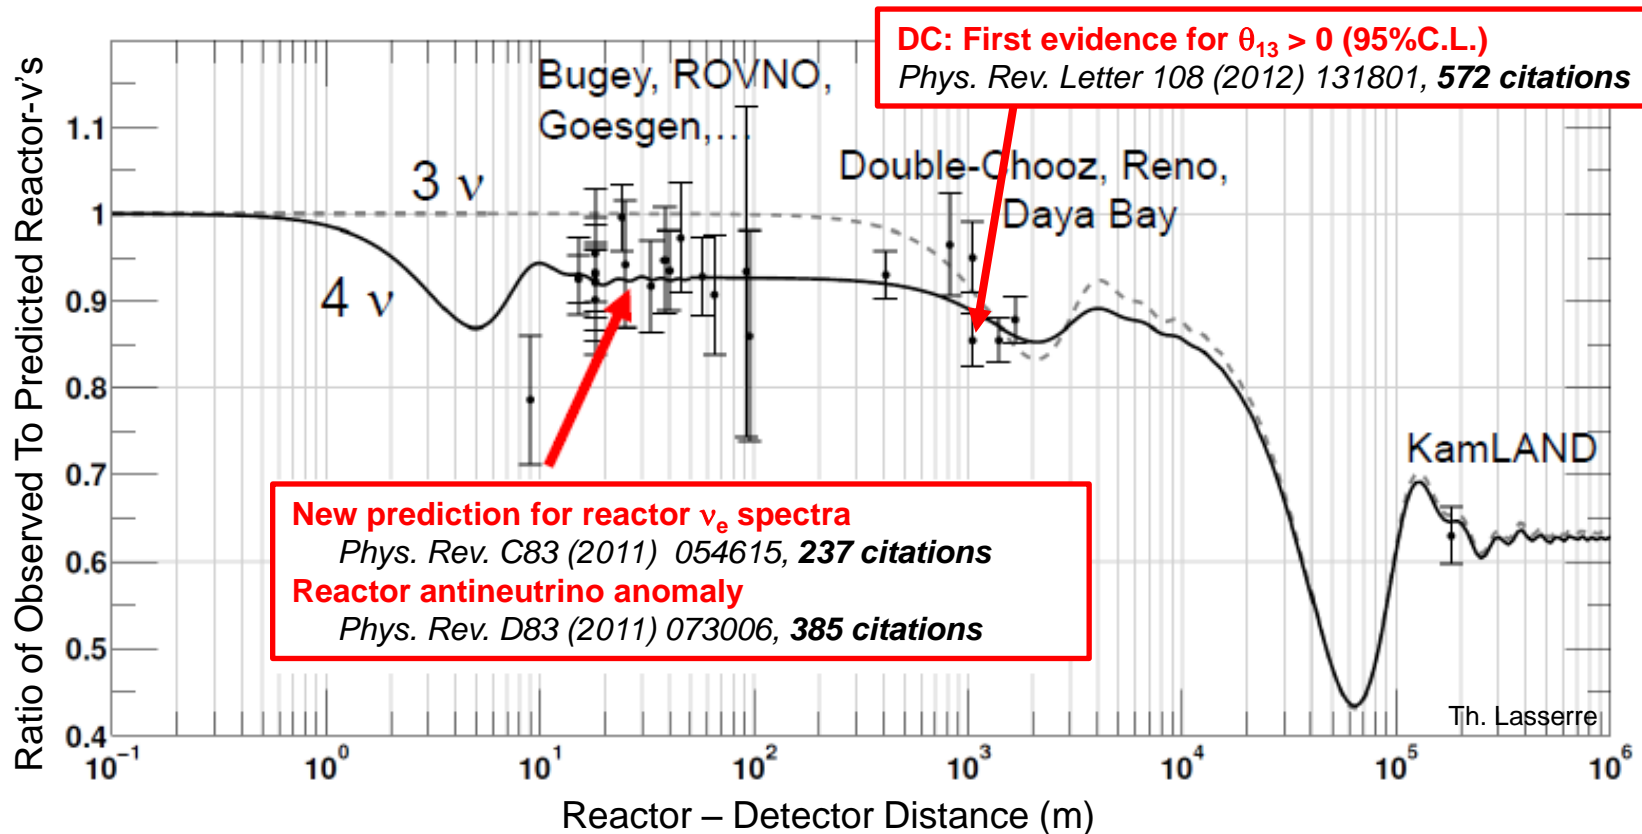 DC: First evidence for θ13 > 0 (95%C.L.)
Phys. Rev. Letter 108 (2012) 131801, 572 citations
Bugey, ROVNO,
Goesgen,...
Double-Chooz, Reno,
Daya Bay
3 ν
4 ν
KamLAND
New prediction for reactor νe spectra
Phys. Rev. C83 (2011) 054615, 237 citations
Reactor antineutrino anomaly
Phys. Rev. D83 (2011) 073006, 385 citations
Th. Lasserre
Ratio of Observed To Predicted Reactor-ν's
1.1
1
0.9
0.8
0.7
0.6
0.5
0.4
10−1
100
101
102
103
104
105
106
Reactor – Detector Distance (m)